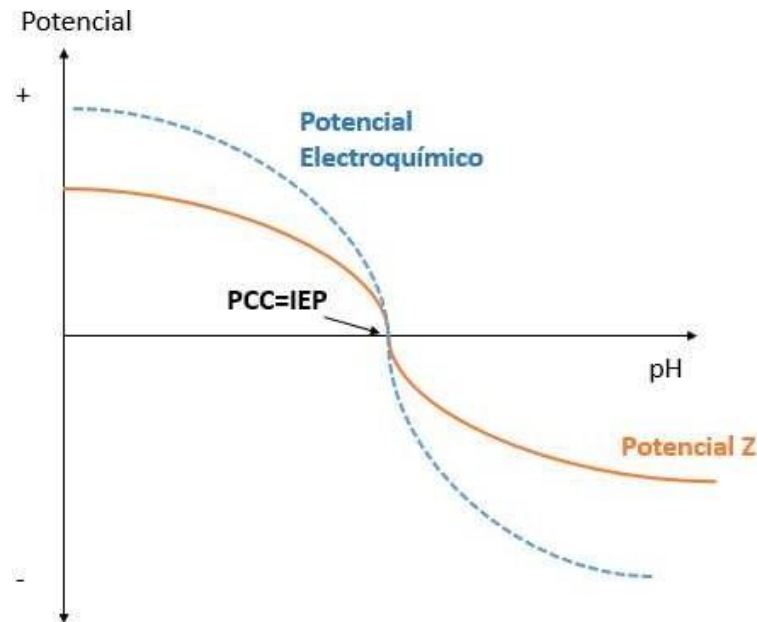 Potencial
+
Potencial
Electroquímico
PCC=IEP
pH
Potencial Z
-